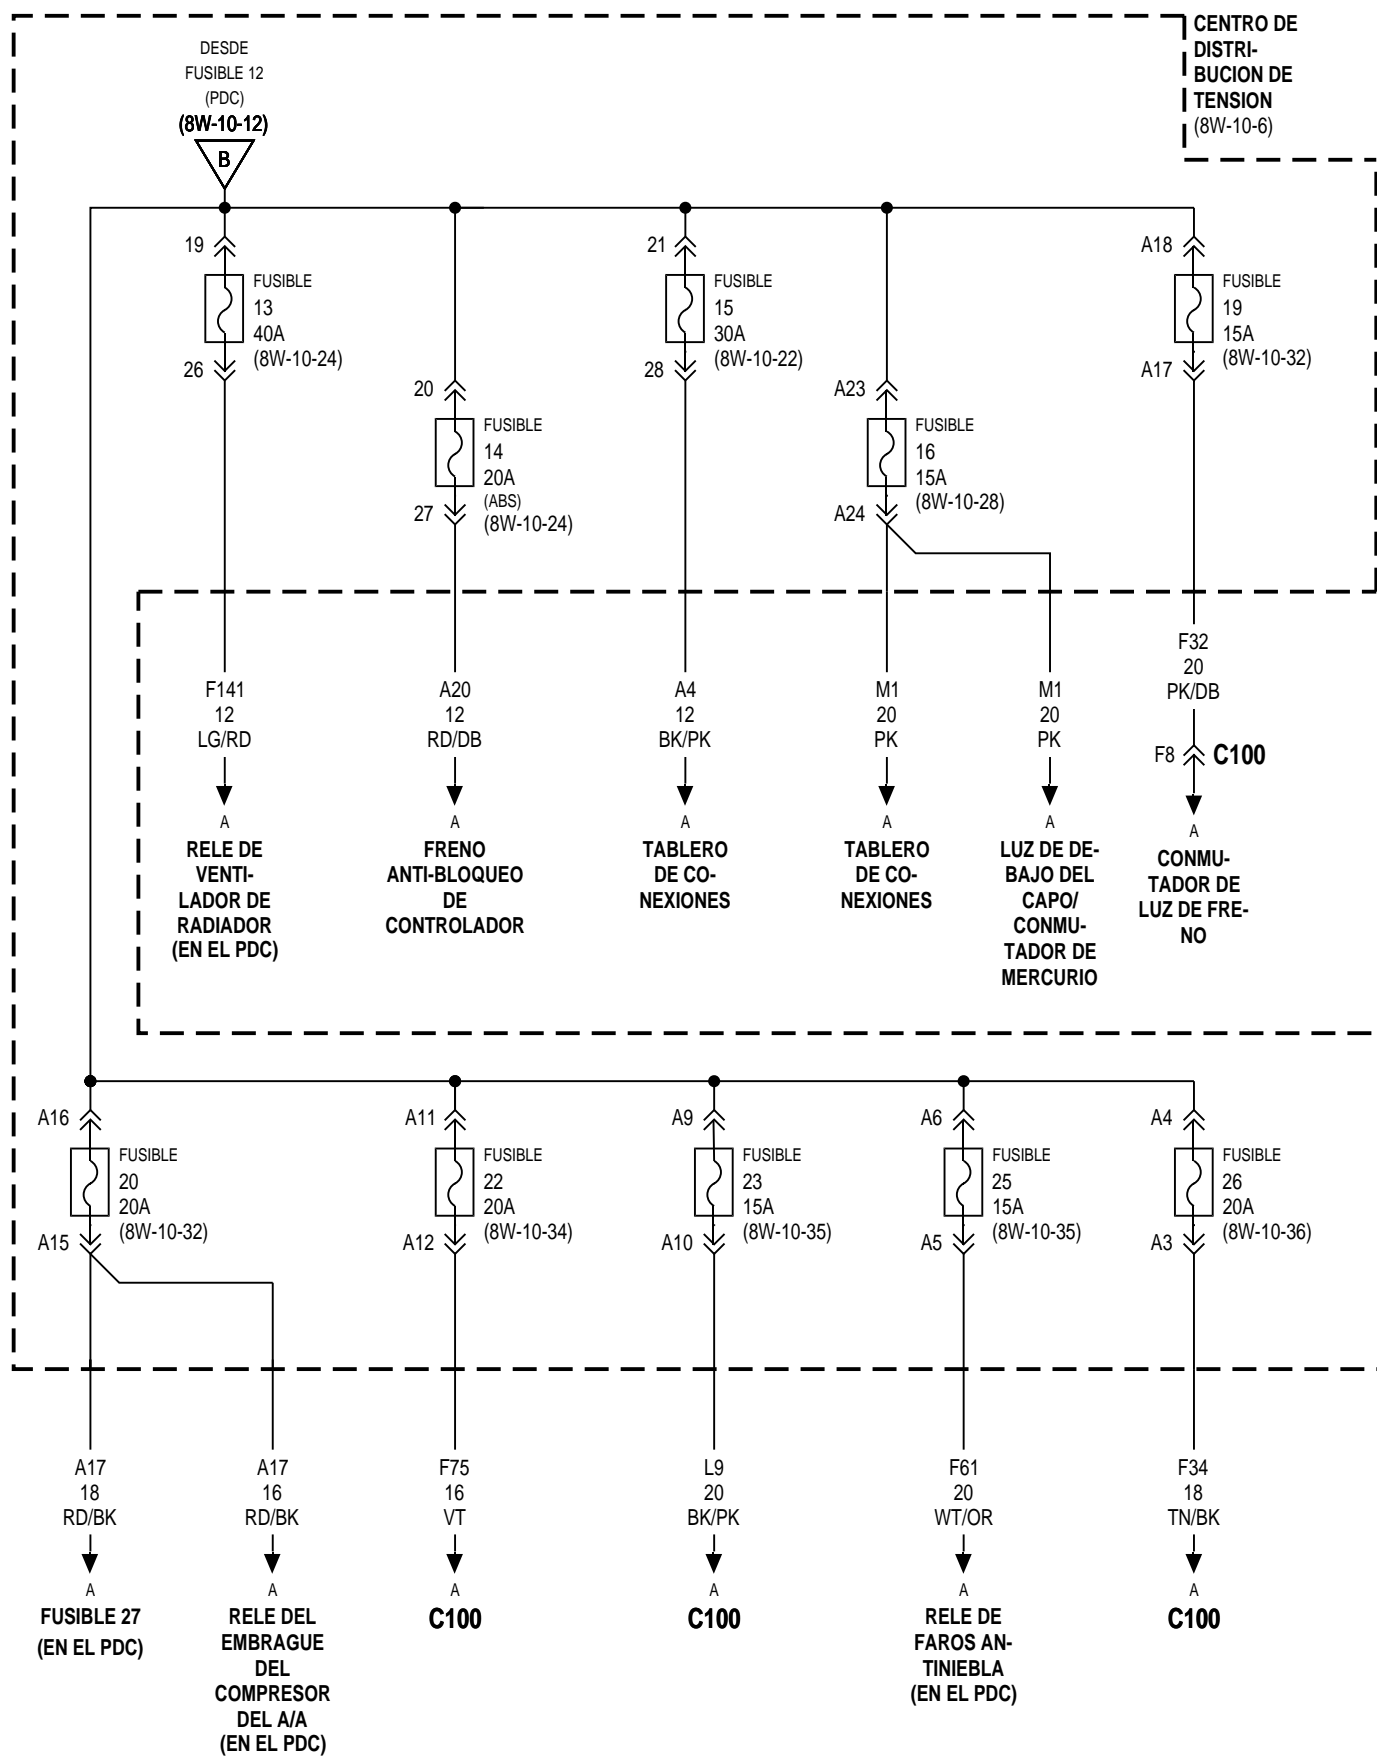 CENTRO DE
DISTRI-
BUCION DE
TENSION
(8W-10-6)
DESDE
FUSIBLE 12
(PDC)
(8W-10-12)
B
19
FUSIBLE
13
40A
(8W-10-24)
26
20
FUSIBLE
14
20A
(ABS)
(8W-10-24)
27
21
FUSIBLE
15
30A
(8W-10-22)
28
A23
FUSIBLE
16
15A
(8W-10-28)
A24
A18
FUSIBLE
19
15A
(8W-10-32)
A17
F141
12
LG/RD
A
RELE DE
VENTI-
LADOR DE
RADIADOR
(EN EL PDC)
A20
12
RD/DB
A
FRENO
ANTI-BLOQUEO
DE
CONTROLADOR
A4
12
BK/PK
A
TABLERO
DE CO-
NEXIONES
M1
20
PK
A
TABLERO
DE CO-
NEXIONES
M1
20
PK
A
LUZ DE DE-
BAJO DEL
CAPO/
CONMU-
TADOR DE
MERCURIO
F32
20
PK/DB
F8 C100
A
CONMU-
TADOR DE
LUZ DE FRE-
NO
A16
FUSIBLE
20
20A
(8W-10-32)
A15
A11
FUSIBLE
22
20A
(8W-10-34)
A12
A9
FUSIBLE
23
15A
(8W-10-35)
A10
A6
FUSIBLE
25
15A
(8W-10-35)
A5
A4
FUSIBLE
26
20A
(8W-10-36)
A3
A17
18
RD/BK
A
FUSIBLE 27
(EN EL PDC)
A17
16
RD/BK
A
RELE DEL
EMBRAGUE
DEL
COMPRESOR
DEL A/A
(EN EL PDC)
F75
16
VT
A
C100
L9
20
BK/PK
A
C100
F61
20
WT/OR
A
RELE DE
FAROS AN-
TINIEBLA
(EN EL PDC)
F34
18
TN/BK
A
C100